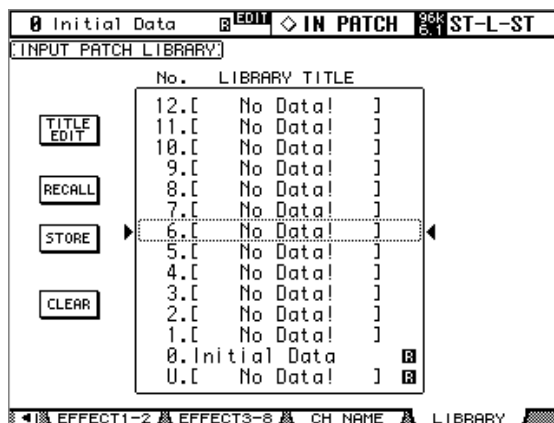 0 Initial Data R EDIT ◇ IN PATCH 96k 6.1 ST-L-ST
INPUT PATCH LIBRARY
No. LIBRARY TITLE
12.[ No Data! ]
TITLE EDIT
11.[ No Data! ]
10.[ No Data! ]
9.[ No Data! ]
RECALL
8.[ No Data! ]
7.[ No Data! ]
STORE
6.[ No Data! ]
5.[ No Data! ]
4.[ No Data! ]
CLEAR
3.[ No Data! ]
2.[ No Data! ]
1.[ No Data! ]
0.Initial Data R
U.[ No Data! ] R
EFFECT1-2 EFFECT3-8 CH NAME LIBRARY